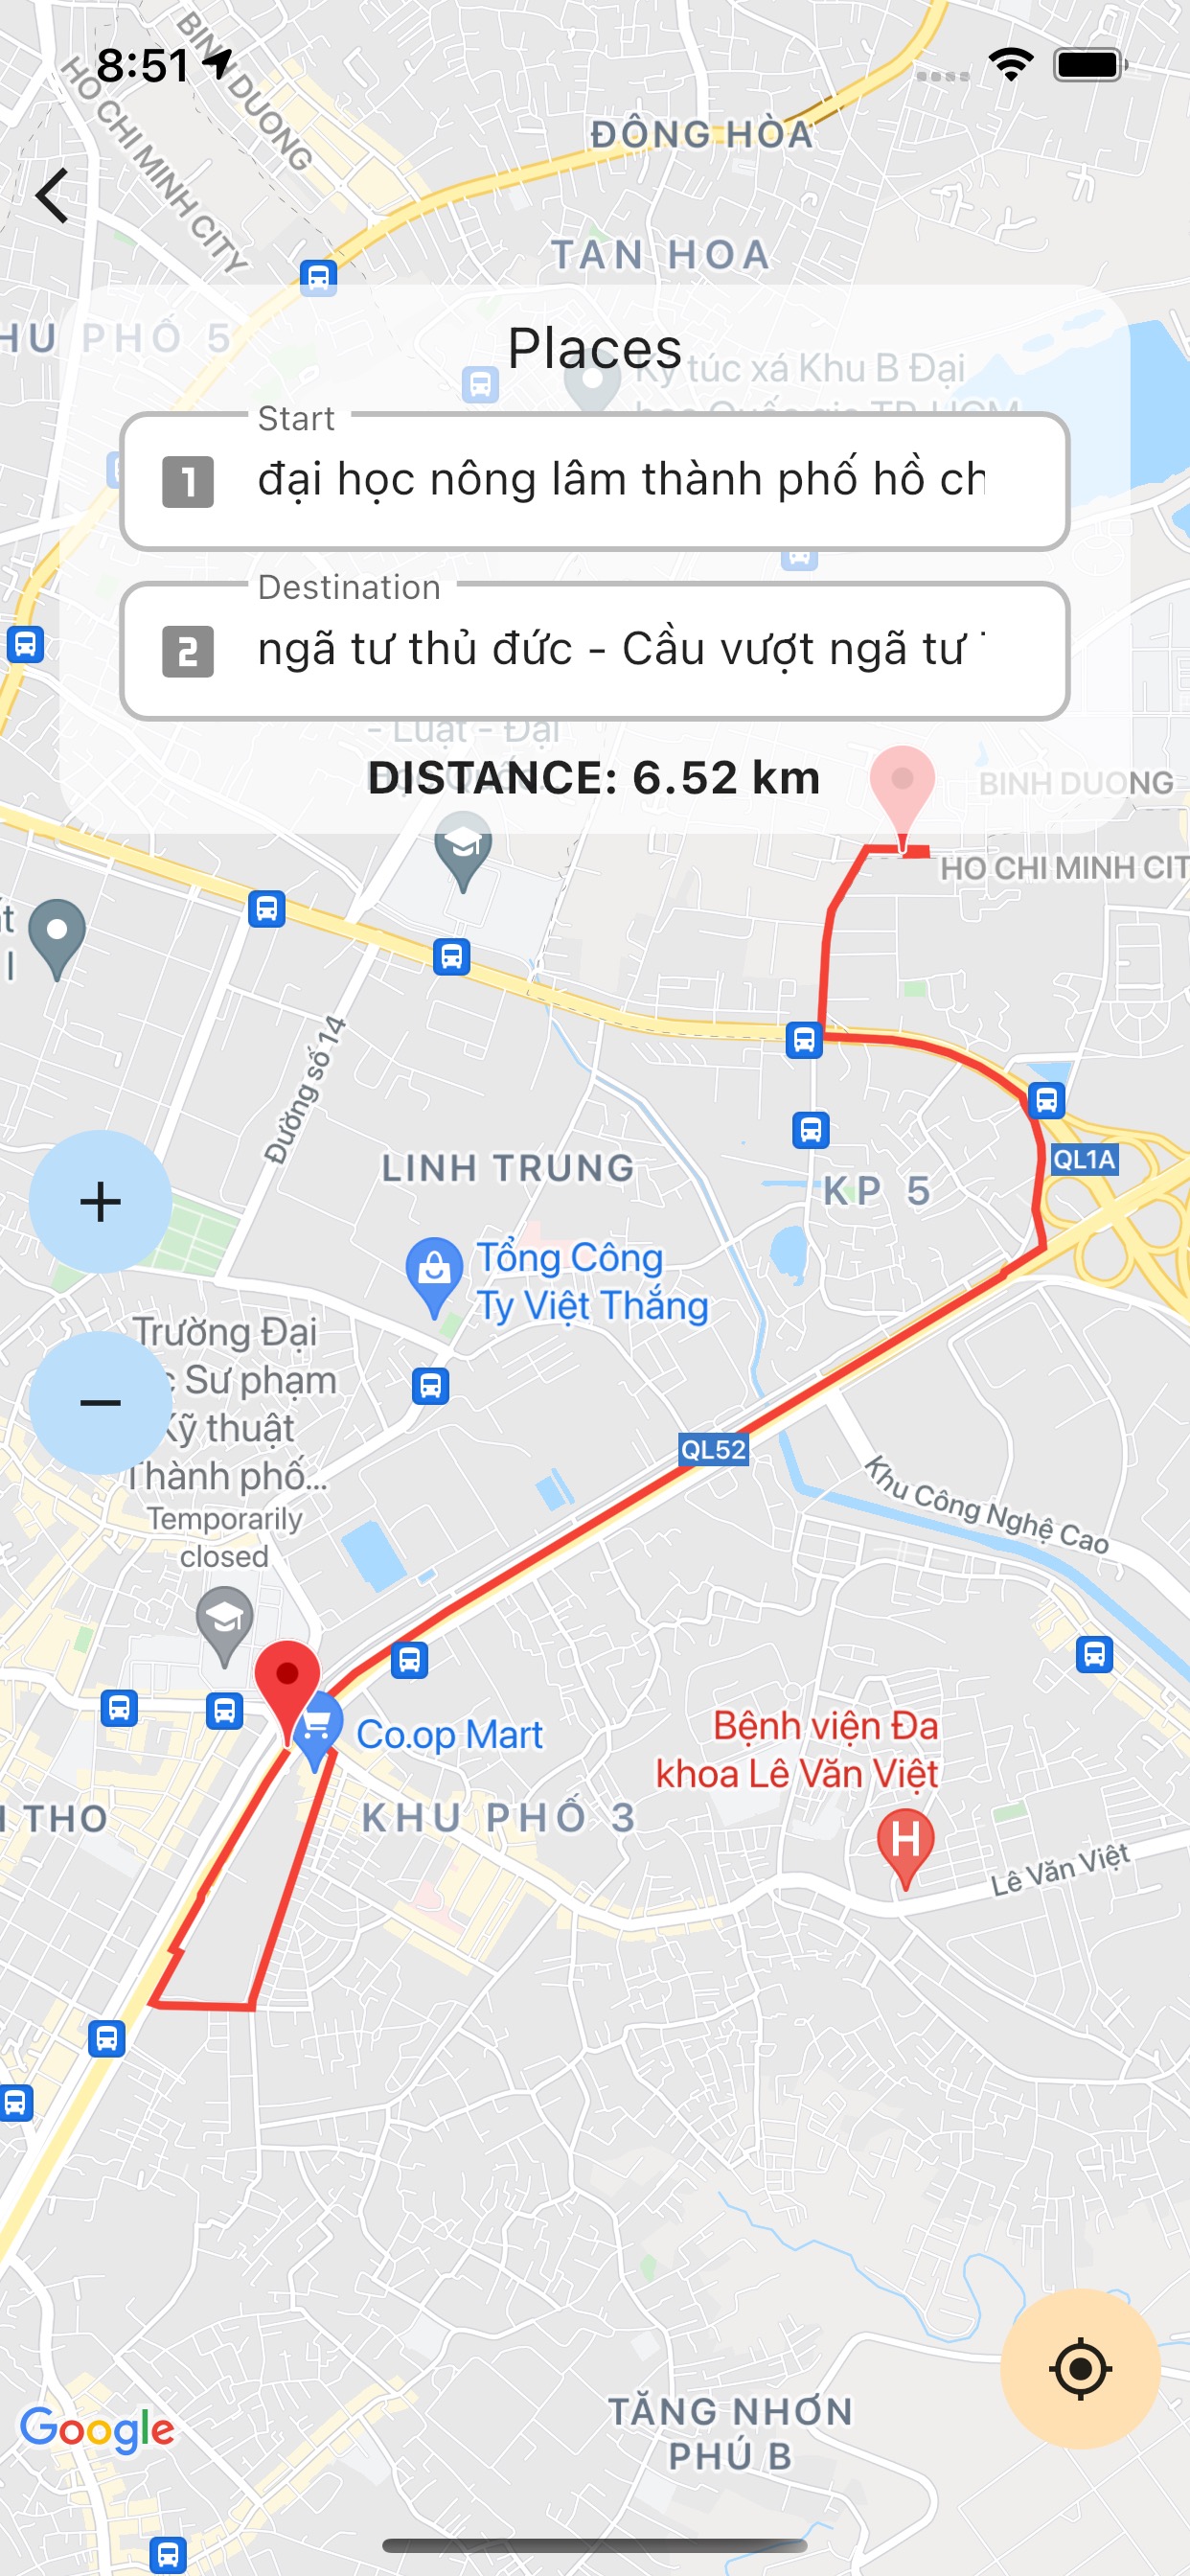 8:51
BINH DUONG
HO CHI MINH CITY
ĐÔNG HÒA
TAN HOA
HU PHỐ 5
Places
Ký túc xá Khu B Đại
học Quốc gia TP.HCM
Start
1
đại học nông lâm thành phố hồ ch
Destination
2
ngã tư thủ đức - Cầu vượt ngã tư
- Luật - Đại
DISTANCE: 6.52 km
BINH DUONG
HO CHI MINH CIT
Đường số 14
LINH TRUNG
QL1A
KP 5
+
Tổng Công
Ty Việt Thắng
Trường Đại
c Sư phạm
Kỹ thuật
Thành phố...
Temporarily
closed
−
QL52
Khu Công Nghệ Cao
Co.op Mart
Bệnh viện Đa
khoa Lê Văn Việt
H
THO
KHU PHỐ 3
Lê Văn Việt
Google
TĂNG NHƠN
PHÚ B